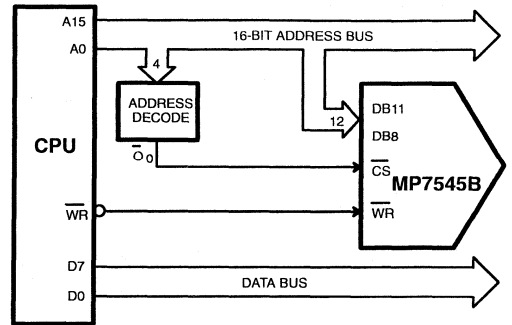 A15
16-BIT ADDRESS BUS
A0
4
ADDRESS
DECODE
12
DB11
DB8
CPU
O̅0
C̅S̅
MP7545B
W̅R̅
W̅R̅
D7
DATA BUS
D0